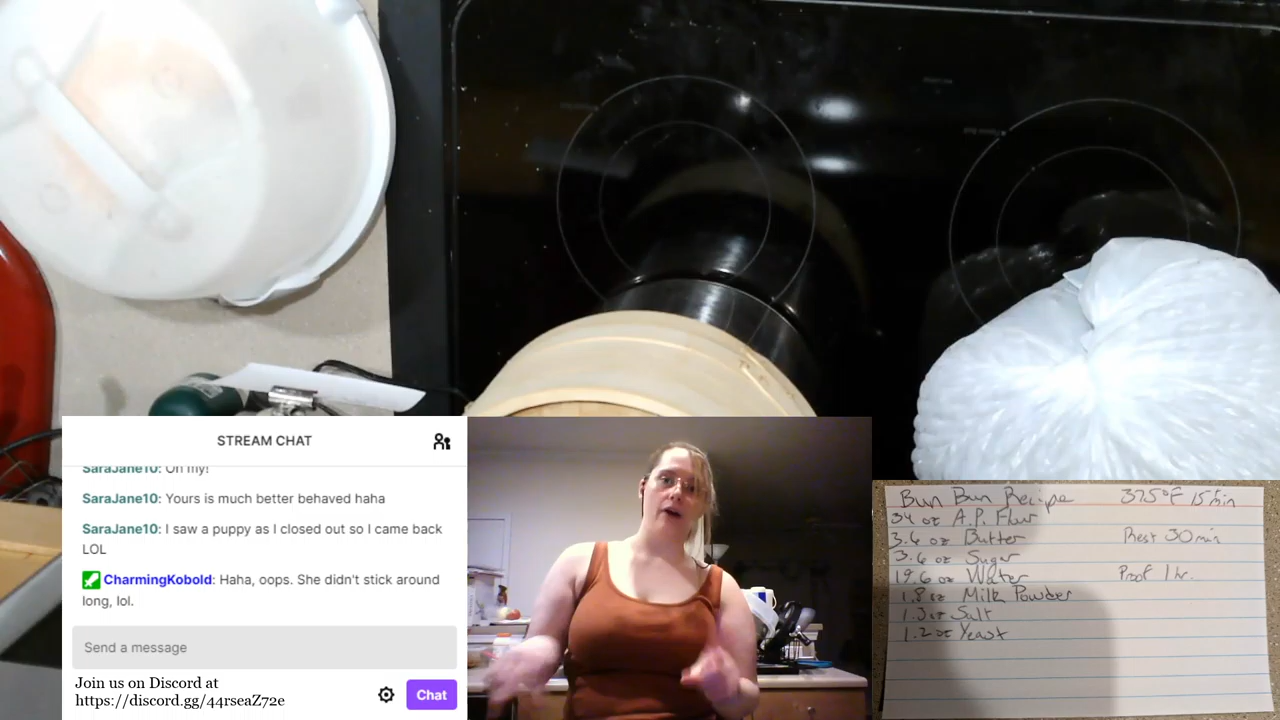 STREAM CHAT
SaraJane10: Oh my!
SaraJane10: Yours is much better behaved haha
SaraJane10: I saw a puppy as I closed out so I came back
LOL
CharmingKobold: Haha, oops. She didn't stick around
long, lol.
Send a message
Join us on Discord at
https://discord.gg/44rseaZ72e
Chat
Bun Bun Recipe 375°F 15 min
34 oz A.P. Flour
3.6 oz Butter Rest 30 min
3.6 oz Sugar
19.6 oz Water Proof 1 hr.
1.8 oz Milk Powder
1.3 oz Salt
1.2 oz Yeast